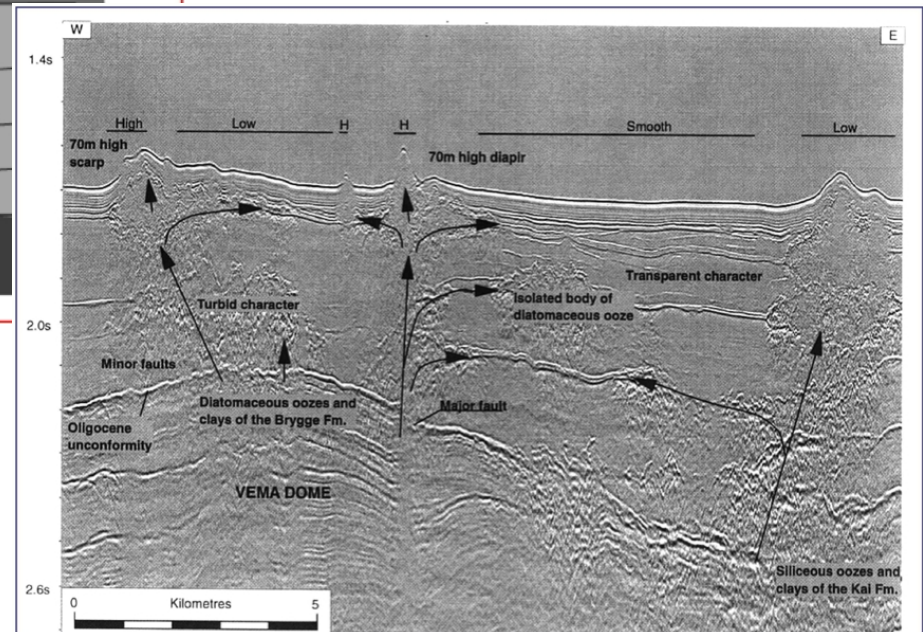 W
E
1.4s
High
Low
H
H
Smooth
Low
70m high
scarp
70m high diapir
Transparent character
Turbid character
Isolated body of
diatomaceous ooze
2.0s
Minor faults
Diatomaceous oozes and
clays of the Brygge Fm.
Major fault
Oligocene
unconformity
VEMA DOME
Siliceous oozes and
clays of the Kai Fm.
2.6s
0
Kilometres
5